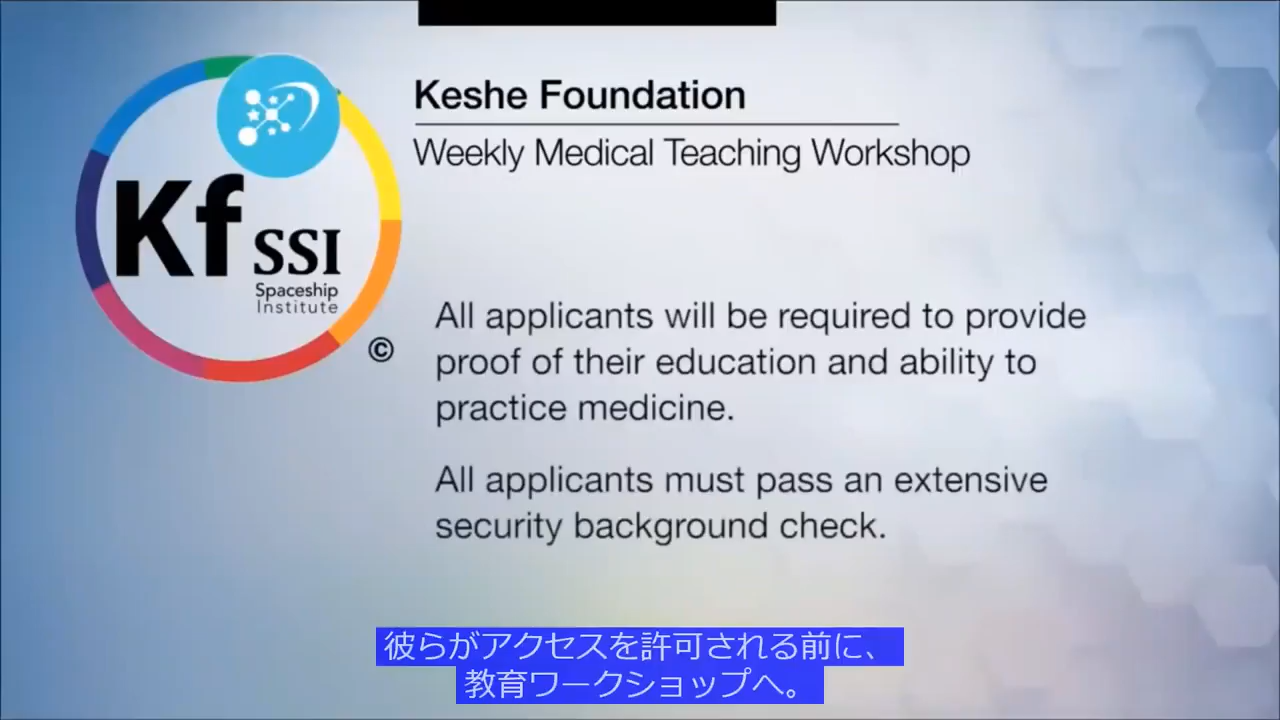 Keshe Foundation
Weekly Medical Teaching Workshop
Kf SSI
Spaceship
Institute
©
All applicants will be required to provide
proof of their education and ability to
practice medicine.
All applicants must pass an extensive
security background check.
彼らがアクセスを許可される前に、
教育ワークショップへ。